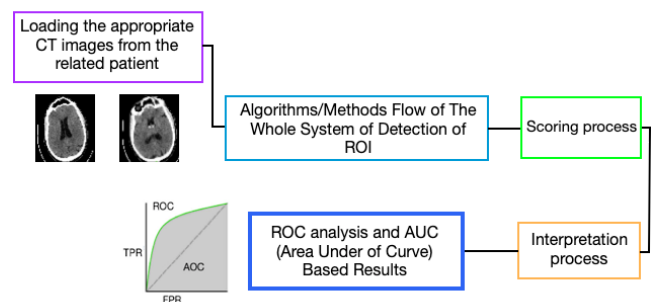 Loading the appropriate
CT images from the
related patient
Algorithms/Methods Flow of The
Whole System of Detection of
ROI
Scoring process
Interpretation
process
ROC analysis and AUC
(Area Under of Curve)
Based Results
ROC
TPR
AOC
FPR